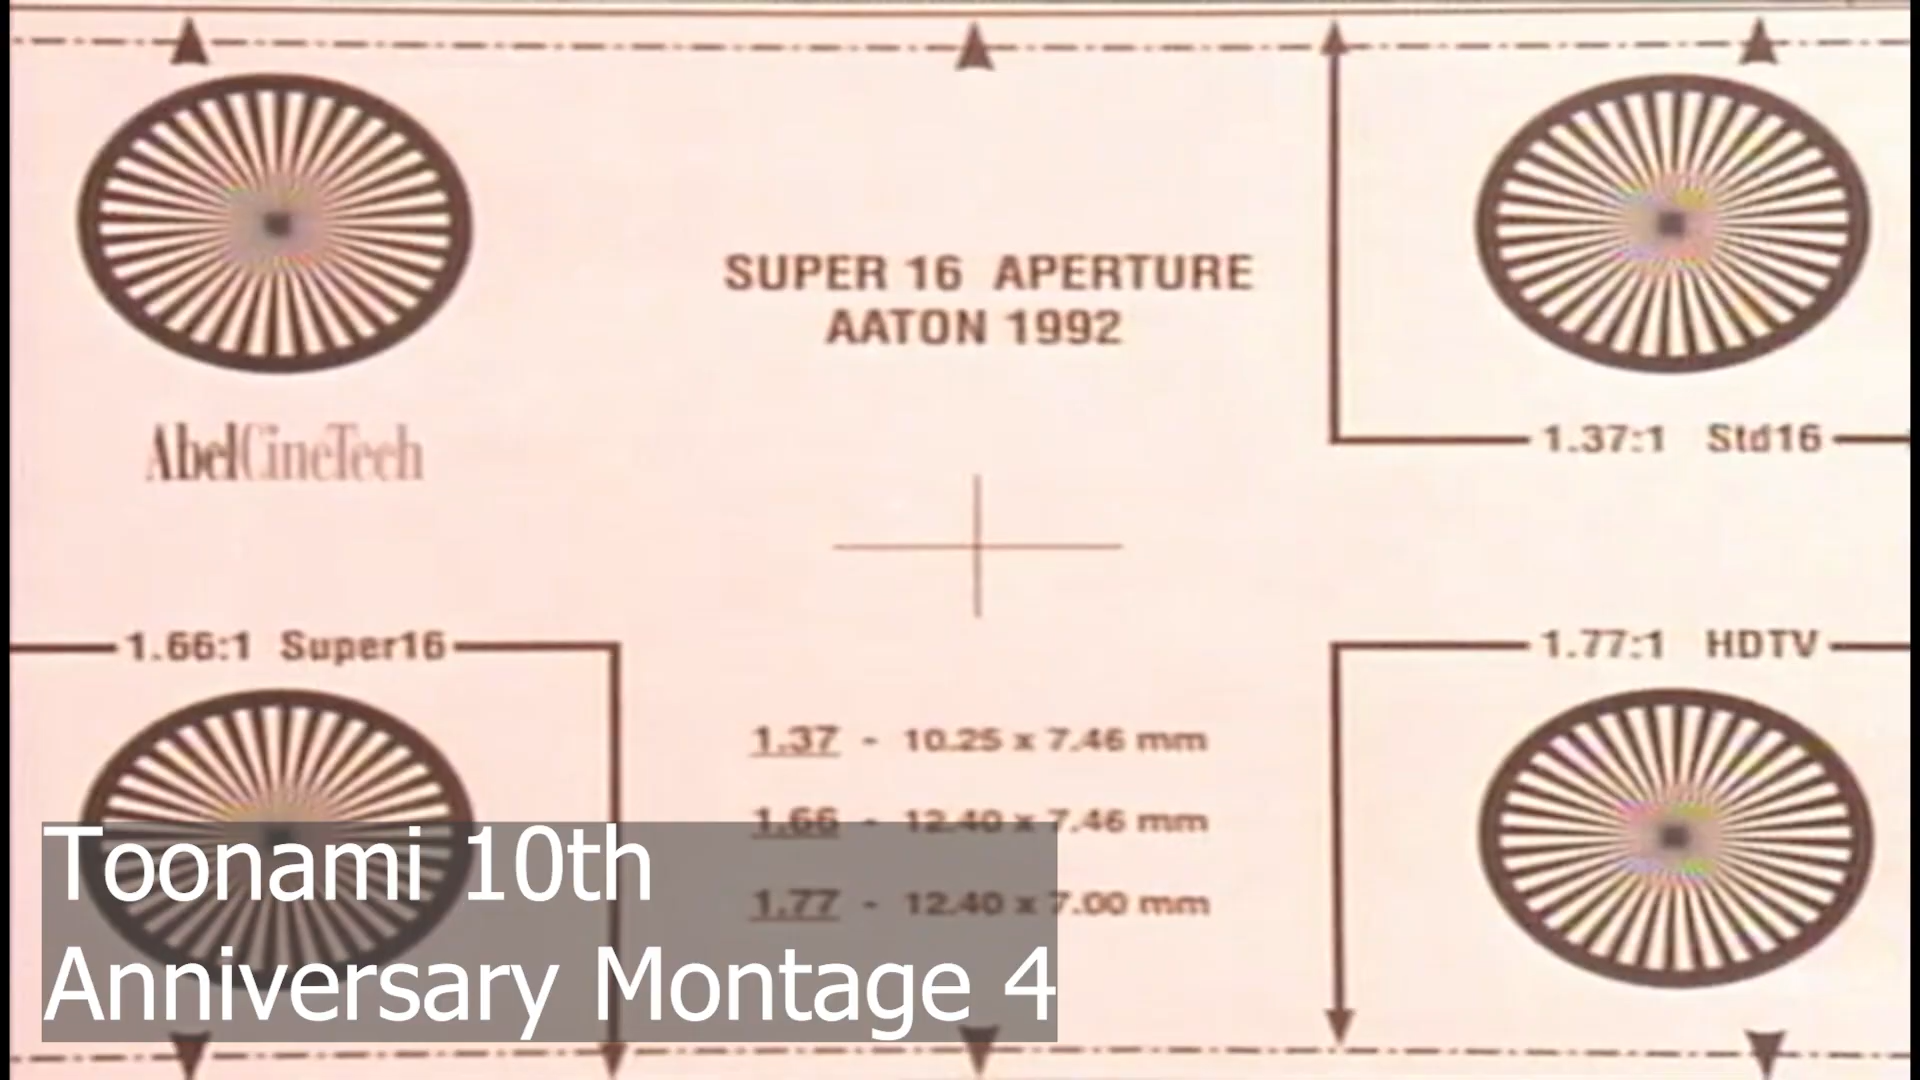 SUPER 16 APERTURE
AATON 1992
AbelCineTech
1.37:1 Std16
1.66:1 Super16
1.77:1 HDTV
1.37 - 10.25 x 7.46 mm
1.66 - 12.40 x 7.46 mm
1.77 - 12.40 x 7.00 mm
Toonami 10th
Anniversary Montage 4